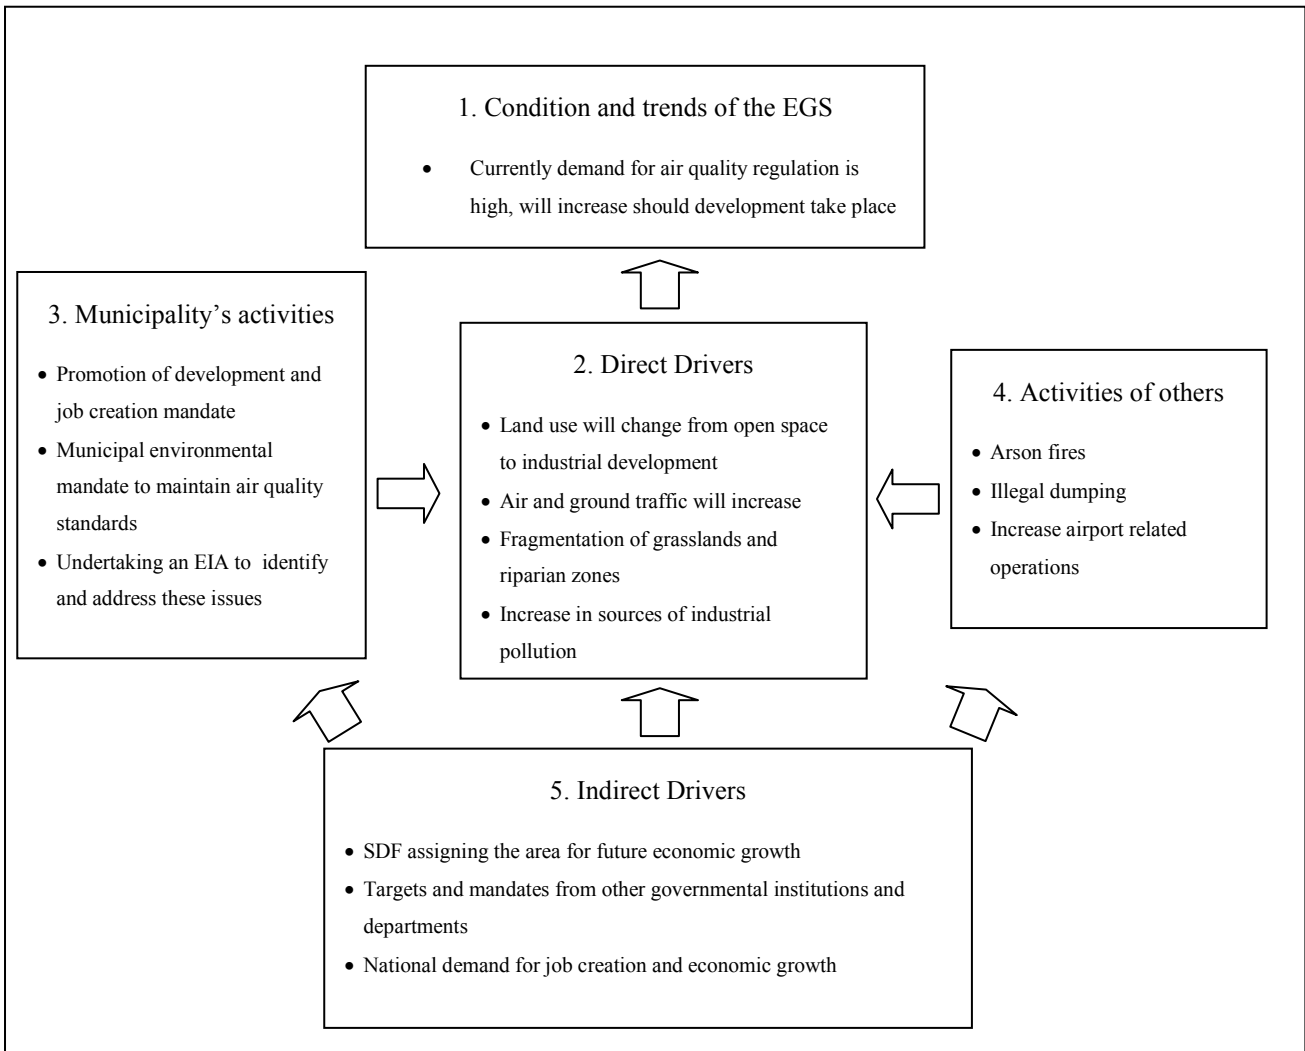 1. Condition and trends of the EGS
• Currently demand for air quality regulation is
high, will increase should development take place
3. Municipality's activities
• Promotion of development and
job creation mandate
• Municipal environmental
mandate to maintain air quality
standards
• Undertaking an EIA to identify
and address these issues
2. Direct Drivers
• Land use will change from open space
to industrial development
• Air and ground traffic will increase
• Fragmentation of grasslands and
riparian zones
• Increase in sources of industrial
pollution
4. Activities of others
• Arson fires
• Illegal dumping
• Increase airport related
operations
5. Indirect Drivers
• SDF assigning the area for future economic growth
• Targets and mandates from other governmental institutions and
departments
• National demand for job creation and economic growth